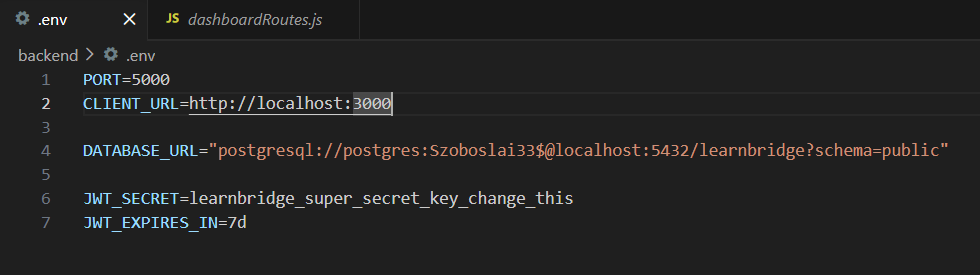 .env × JS dashboardRoutes.js
backend > .env
1 PORT=5000
2 CLIENT_URL=http://localhost:3000
3
4 DATABASE_URL="postgresql://postgres:Szoboslai33$@localhost:5432/learnbridge?schema=public"
5
6 JWT_SECRET=learnbridge_super_secret_key_change_this
7 JWT_EXPIRES_IN=7d